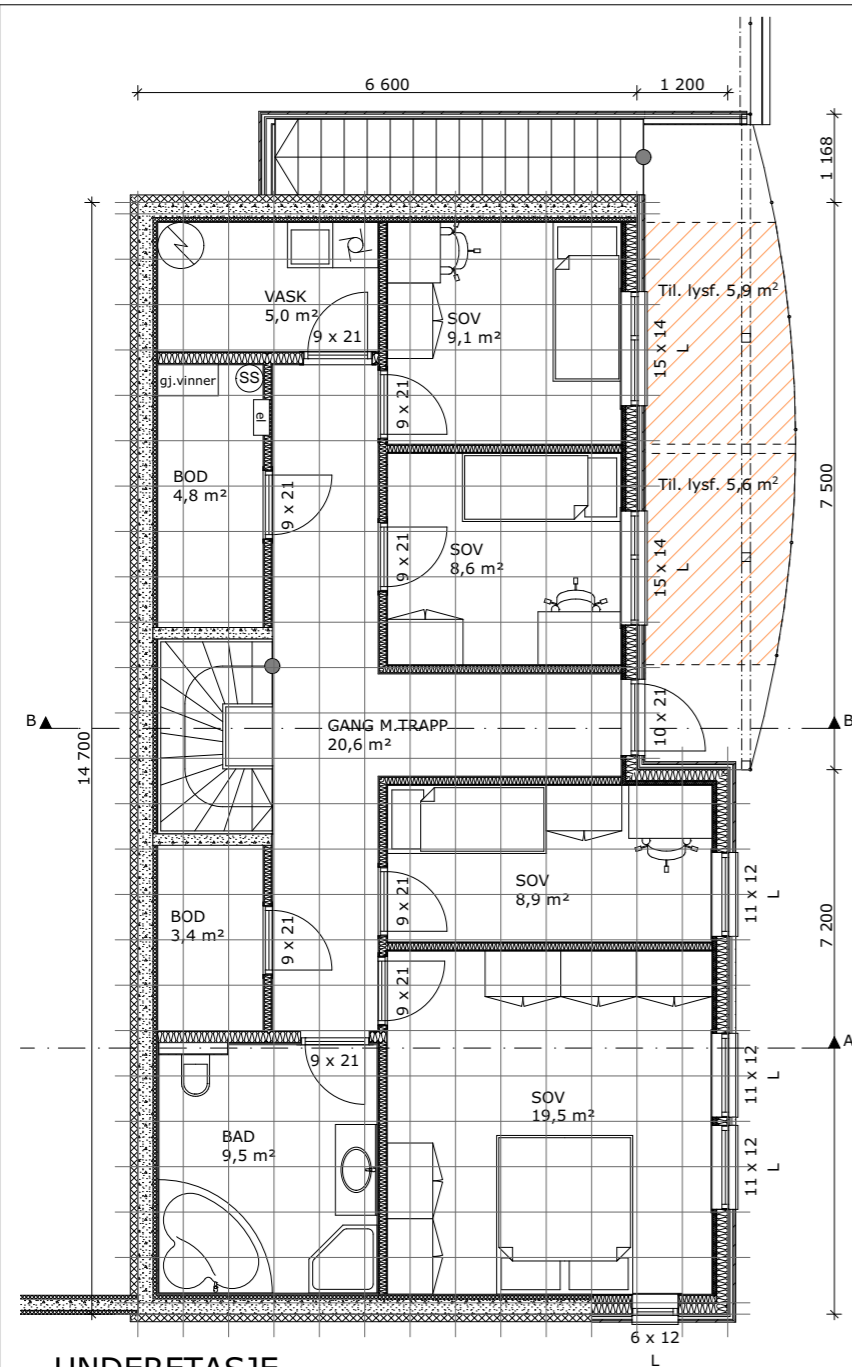 6 600
1 200
1 168
VASK
5,0 m²
9 x 21
SOV
9,1 m²
Til. lysf. 5,9 m²
15 x 14
L
gj.vinner
SS
el
9 x 21
BOD
4,8 m²
9 x 21
SOV
8,6 m²
9 x 21
Til. lysf. 5,6 m²
15 x 14
L
7 500
B
GANG M.TRAPP
20,6 m²
10 x 21
B
14 700
SOV
8,9 m²
9 x 21
11 x 12
L
BOD
3,4 m²
9 x 21
7 200
9 x 21
9 x 21
A
SOV
19,5 m²
11 x 12
L
BAD
9,5 m²
11 x 12
L
6 x 12
L
UNDERETASJE